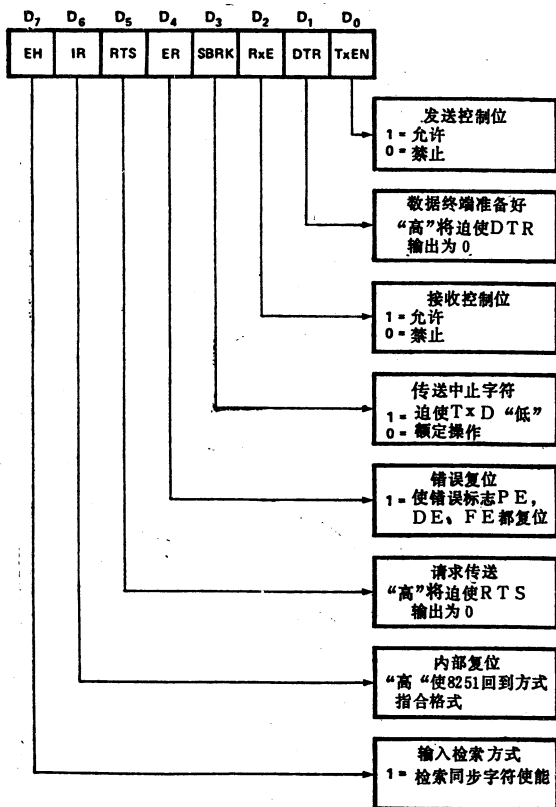 D7 D6 D5 D4 D3 D2 D1 D0
EH IR RTS ER SBRK RxE DTR TxEN
发送控制位
1 = 允许
0 = 禁止
数据终端准备好
“高”将迫使DTR
输出为0
接收控制位
1 = 允许
0 = 禁止
传送中止字符
1 = 迫使TxD“低”
0 = 额定操作
错误复位
1 = 使错误标志PE,
DE、FE都复位
请求传送
“高”将迫使RTS
输出为0
内部复位
“高“使8251回到方式
指合格式
输入检索方式
1 = 检索同步字符使能